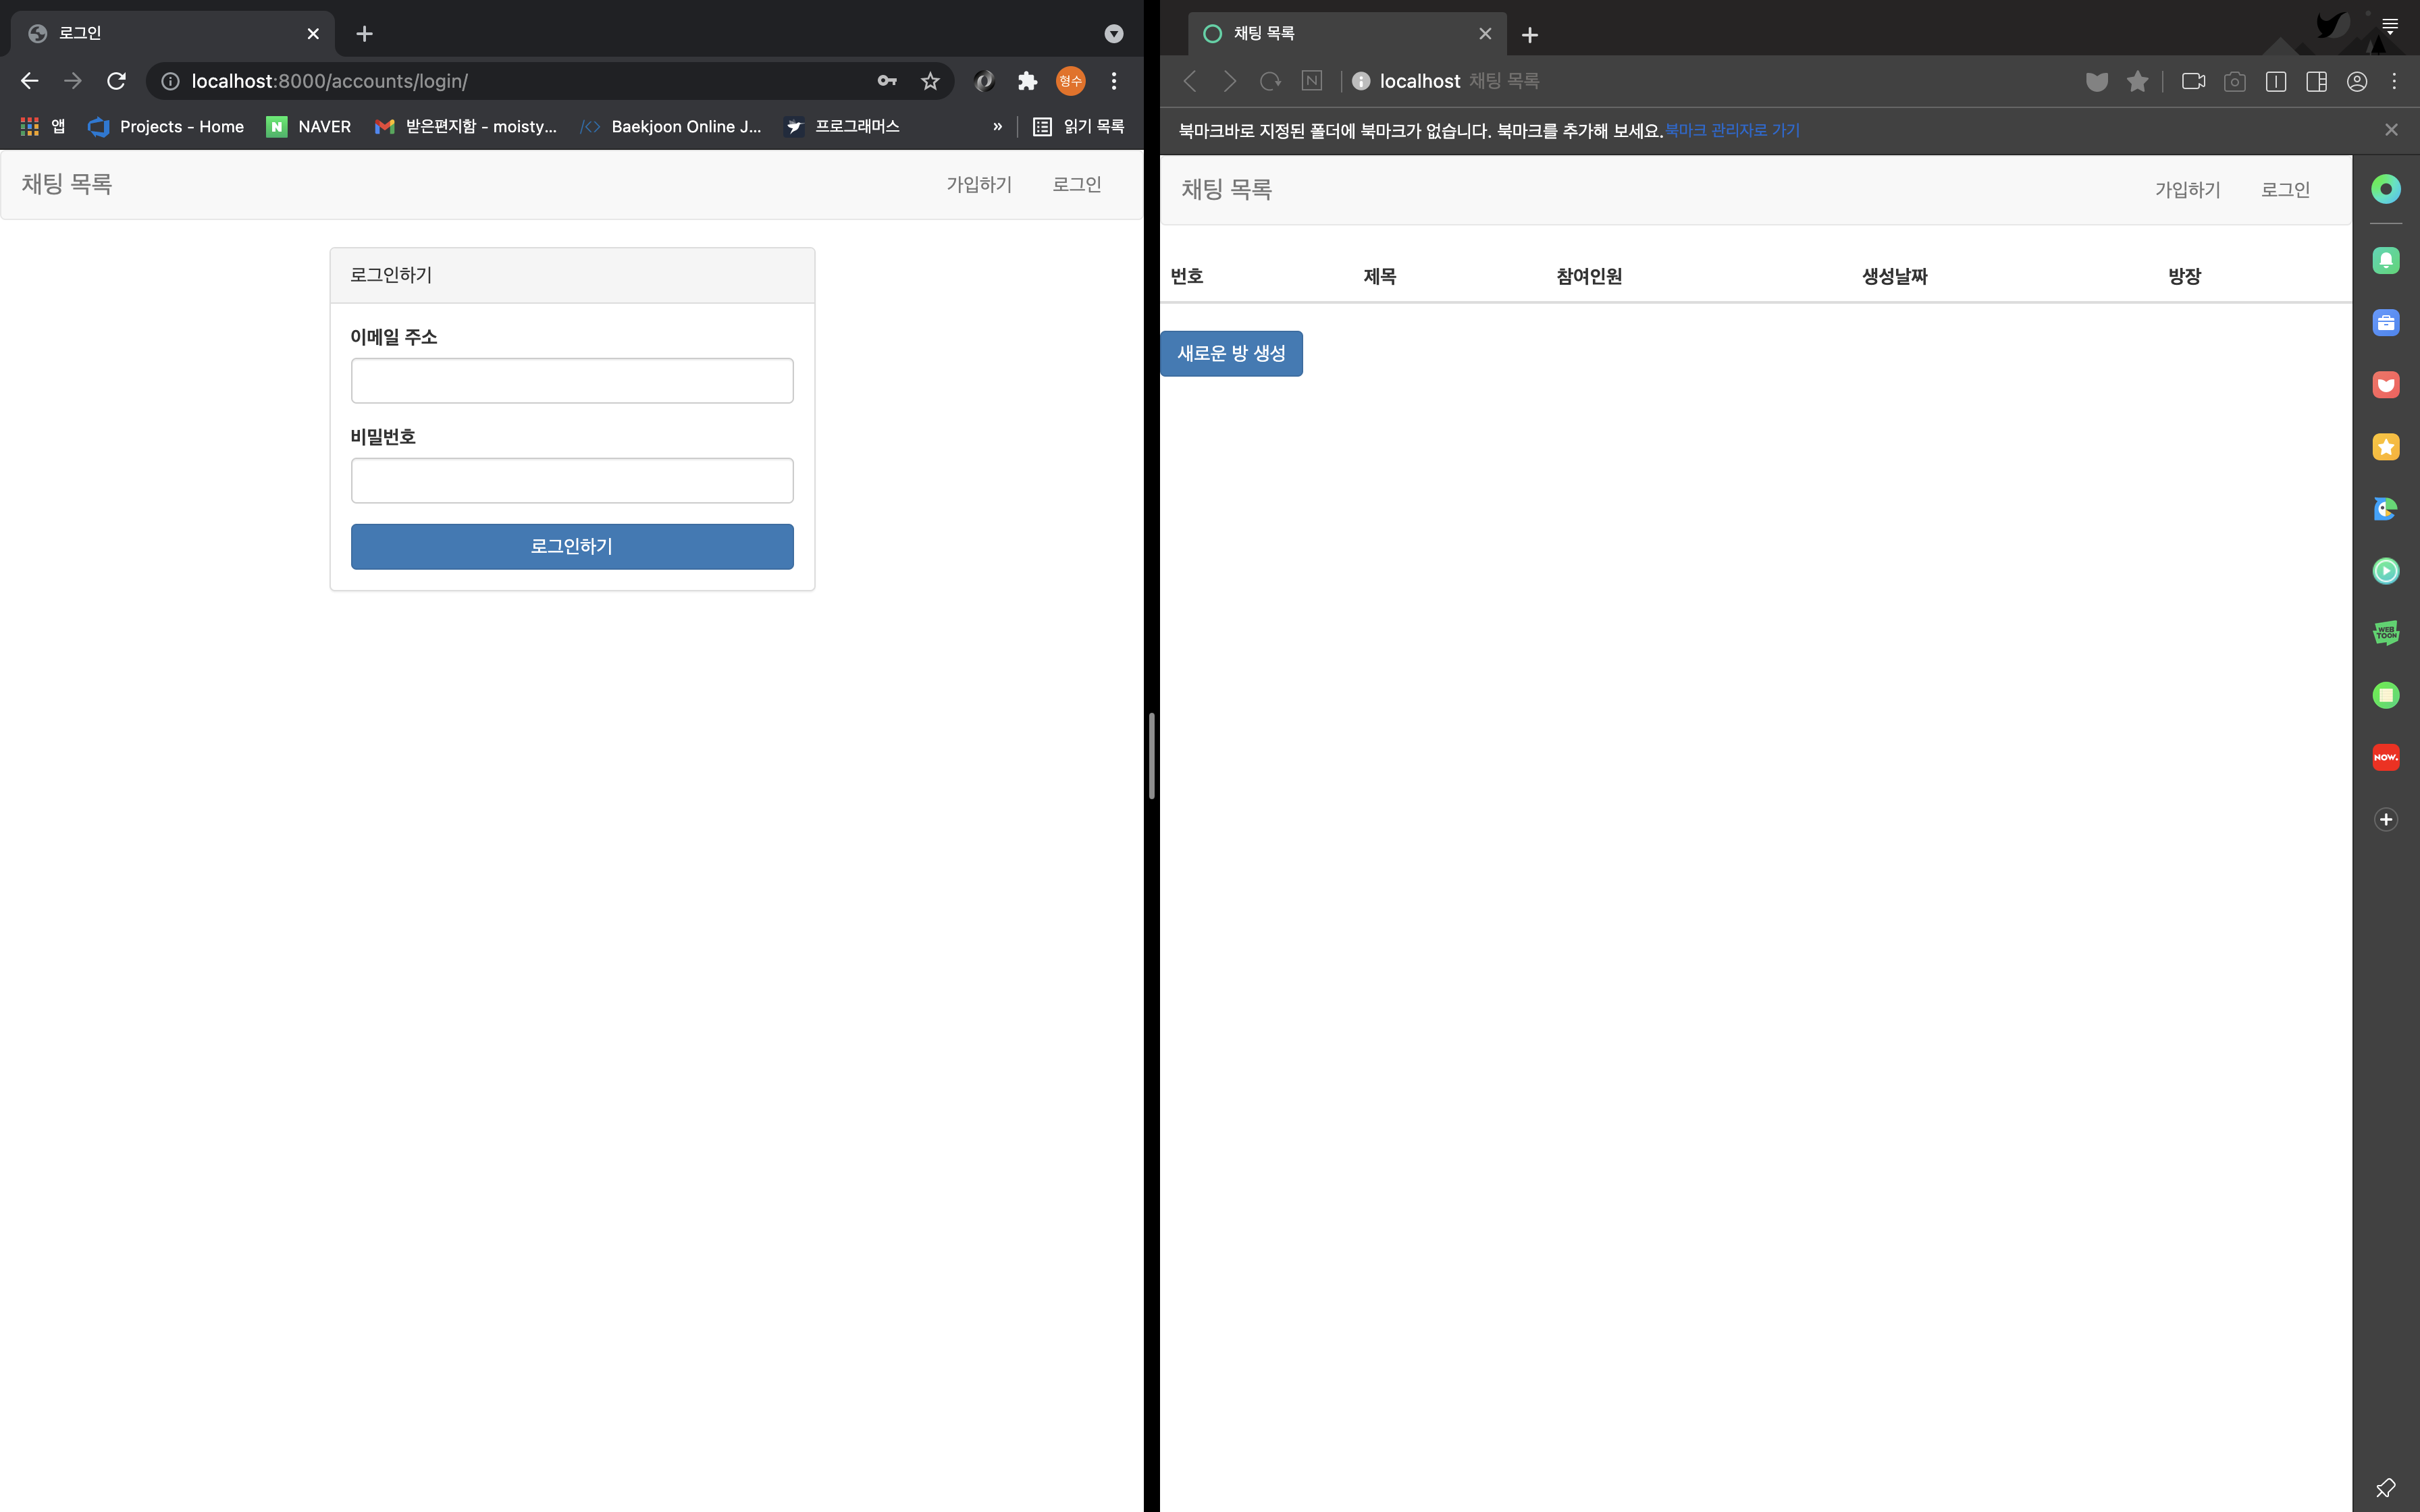 로그인
형수
localhost:8000/accounts/login/
앱 Projects - Home N NAVER 받은편지함 - moisty... Baekjoon Online J... 프로그래머스 » 읽기 목록
채팅 목록 가입하기 로그인
로그인하기
이메일 주소
비밀번호
로그인하기
채팅 목록
N localhost 채팅 목록
북마크바로 지정된 폴더에 북마크가 없습니다. 북마크를 추가해 보세요. 북마크 관리자로 가기
채팅 목록 가입하기 로그인
번호 제목 참여인원 생성날짜 방장
새로운 방 생성
WEB
TOON
NOW.